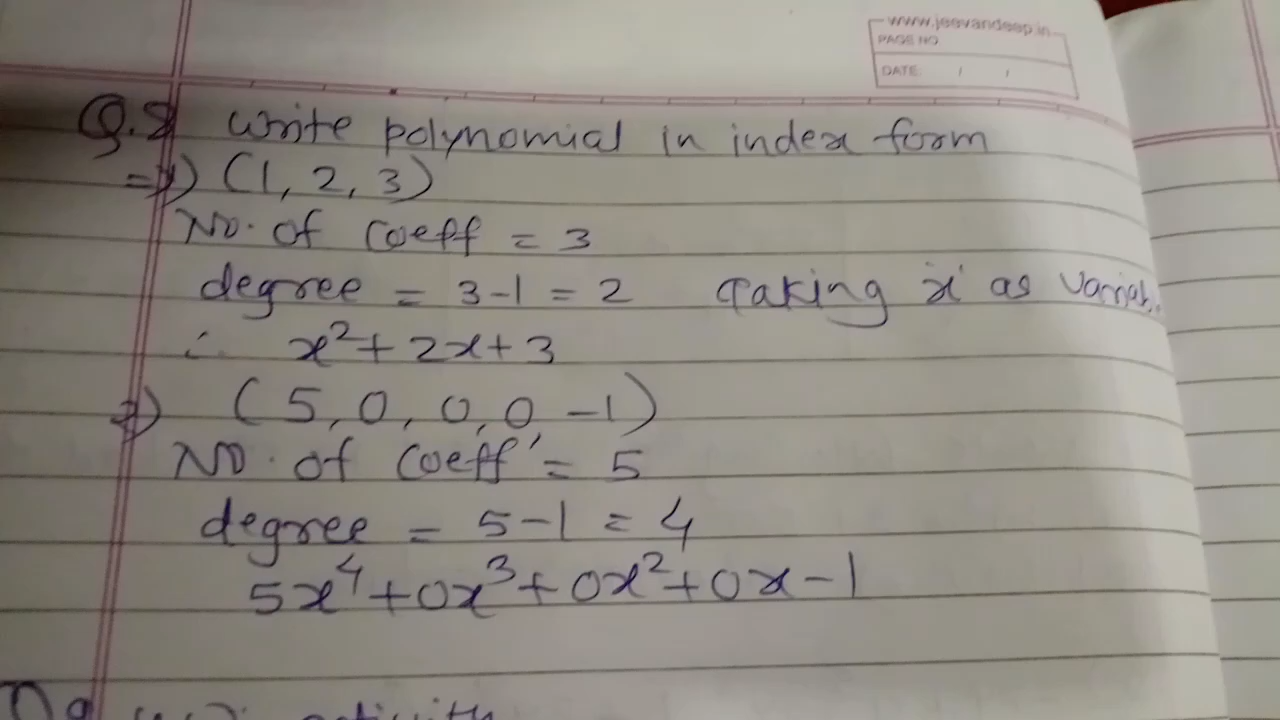 www.jeevandeep.in
PAGE NO
DATE: / /
Q.8 Write polynomial in index form
⇒ 1) (1, 2, 3)
No. of coeff = 3
degree = 3-1 = 2 Taking 'x' as
∴ x² + 2x + 3
2) (5, 0, 0, 0 -1)
No. of coeff' = 5
degree = 5-1 = 4
5x⁴ + 0x³ + 0x² + 0x - 1